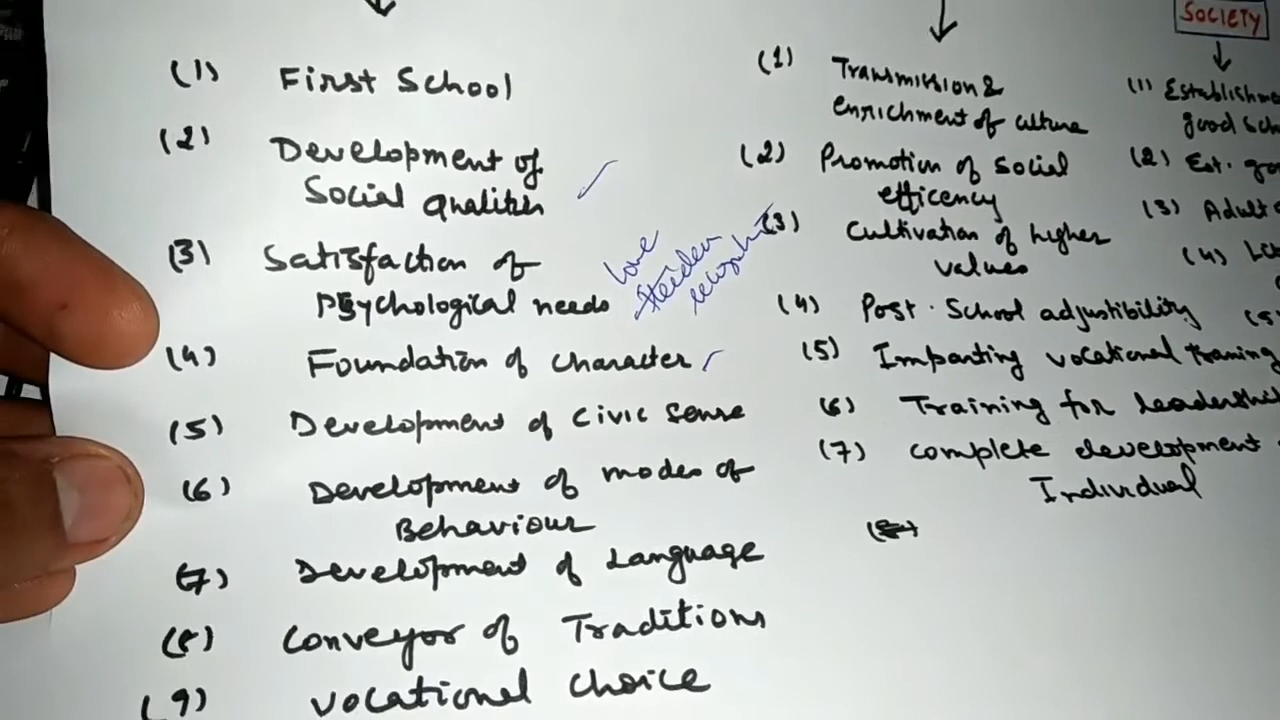 (1) First School
(2) Development of
Social qualities
(3) Satisfaction of
Psychological needs
love
(4) Foundation of character
(5) Development of Civic Sense
(6) Development of modes of
Behaviour
(7) Development of Language
(8) Conveyor of Traditions
(9) Vocational choice
(1) Transmission &
enrichment of culture
(2) Promotion of Social
efficency
(3) Cultivation of higher
values
(4) Post-School adjustibility
(5) Imparting vocational training
(6) Training for
(7) Complete development
Individual
SOCIETY
(1)
good
(2) Est.
(3) Adult
(4)
(5)